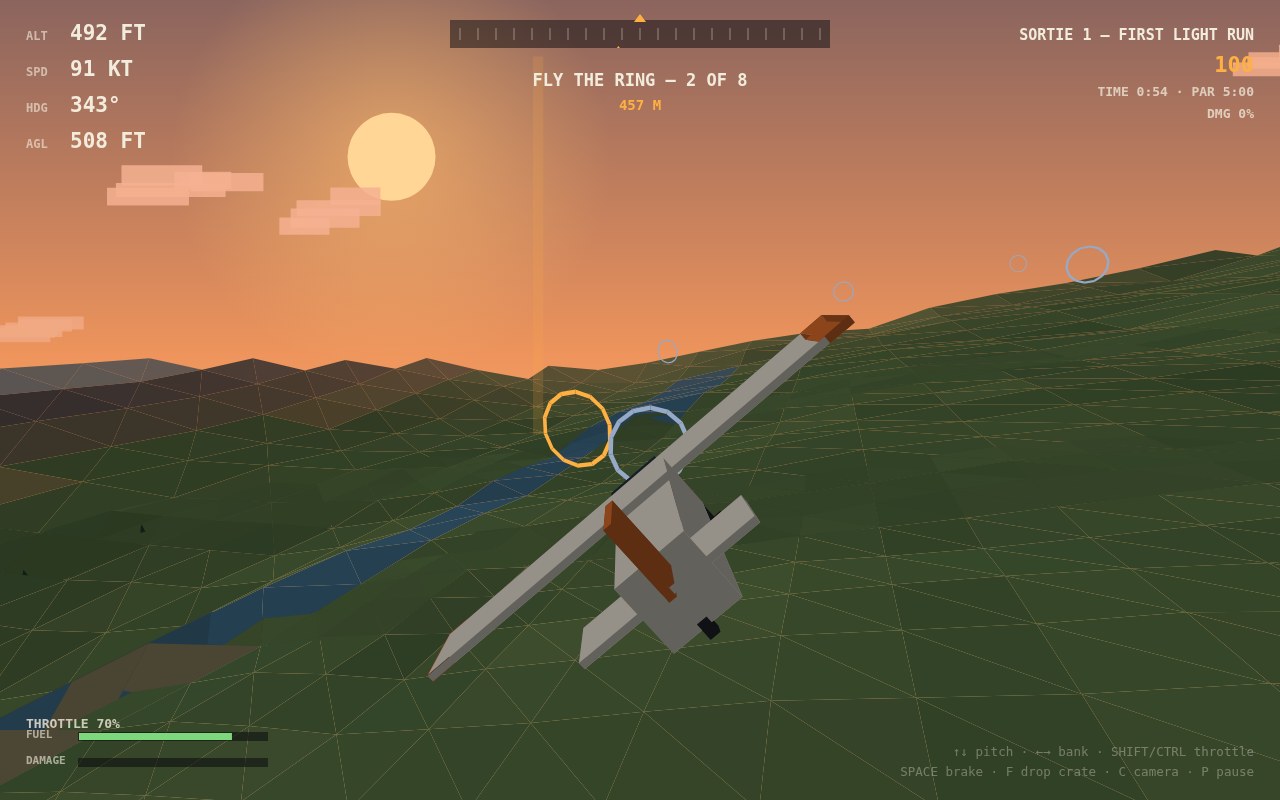 ALT 492 FT
SPD 91 KT
HDG 343°
AGL 508 FT
FLY THE RING — 2 OF 8
457 M
SORTIE 1 — FIRST LIGHT RUN
100
TIME 0:54 · PAR 5:00
DMG 0%
THROTTLE 70%
FUEL
DAMAGE
↑↓ pitch · ←→ bank · SHIFT/CTRL throttle
SPACE brake · F drop crate · C camera · P pause